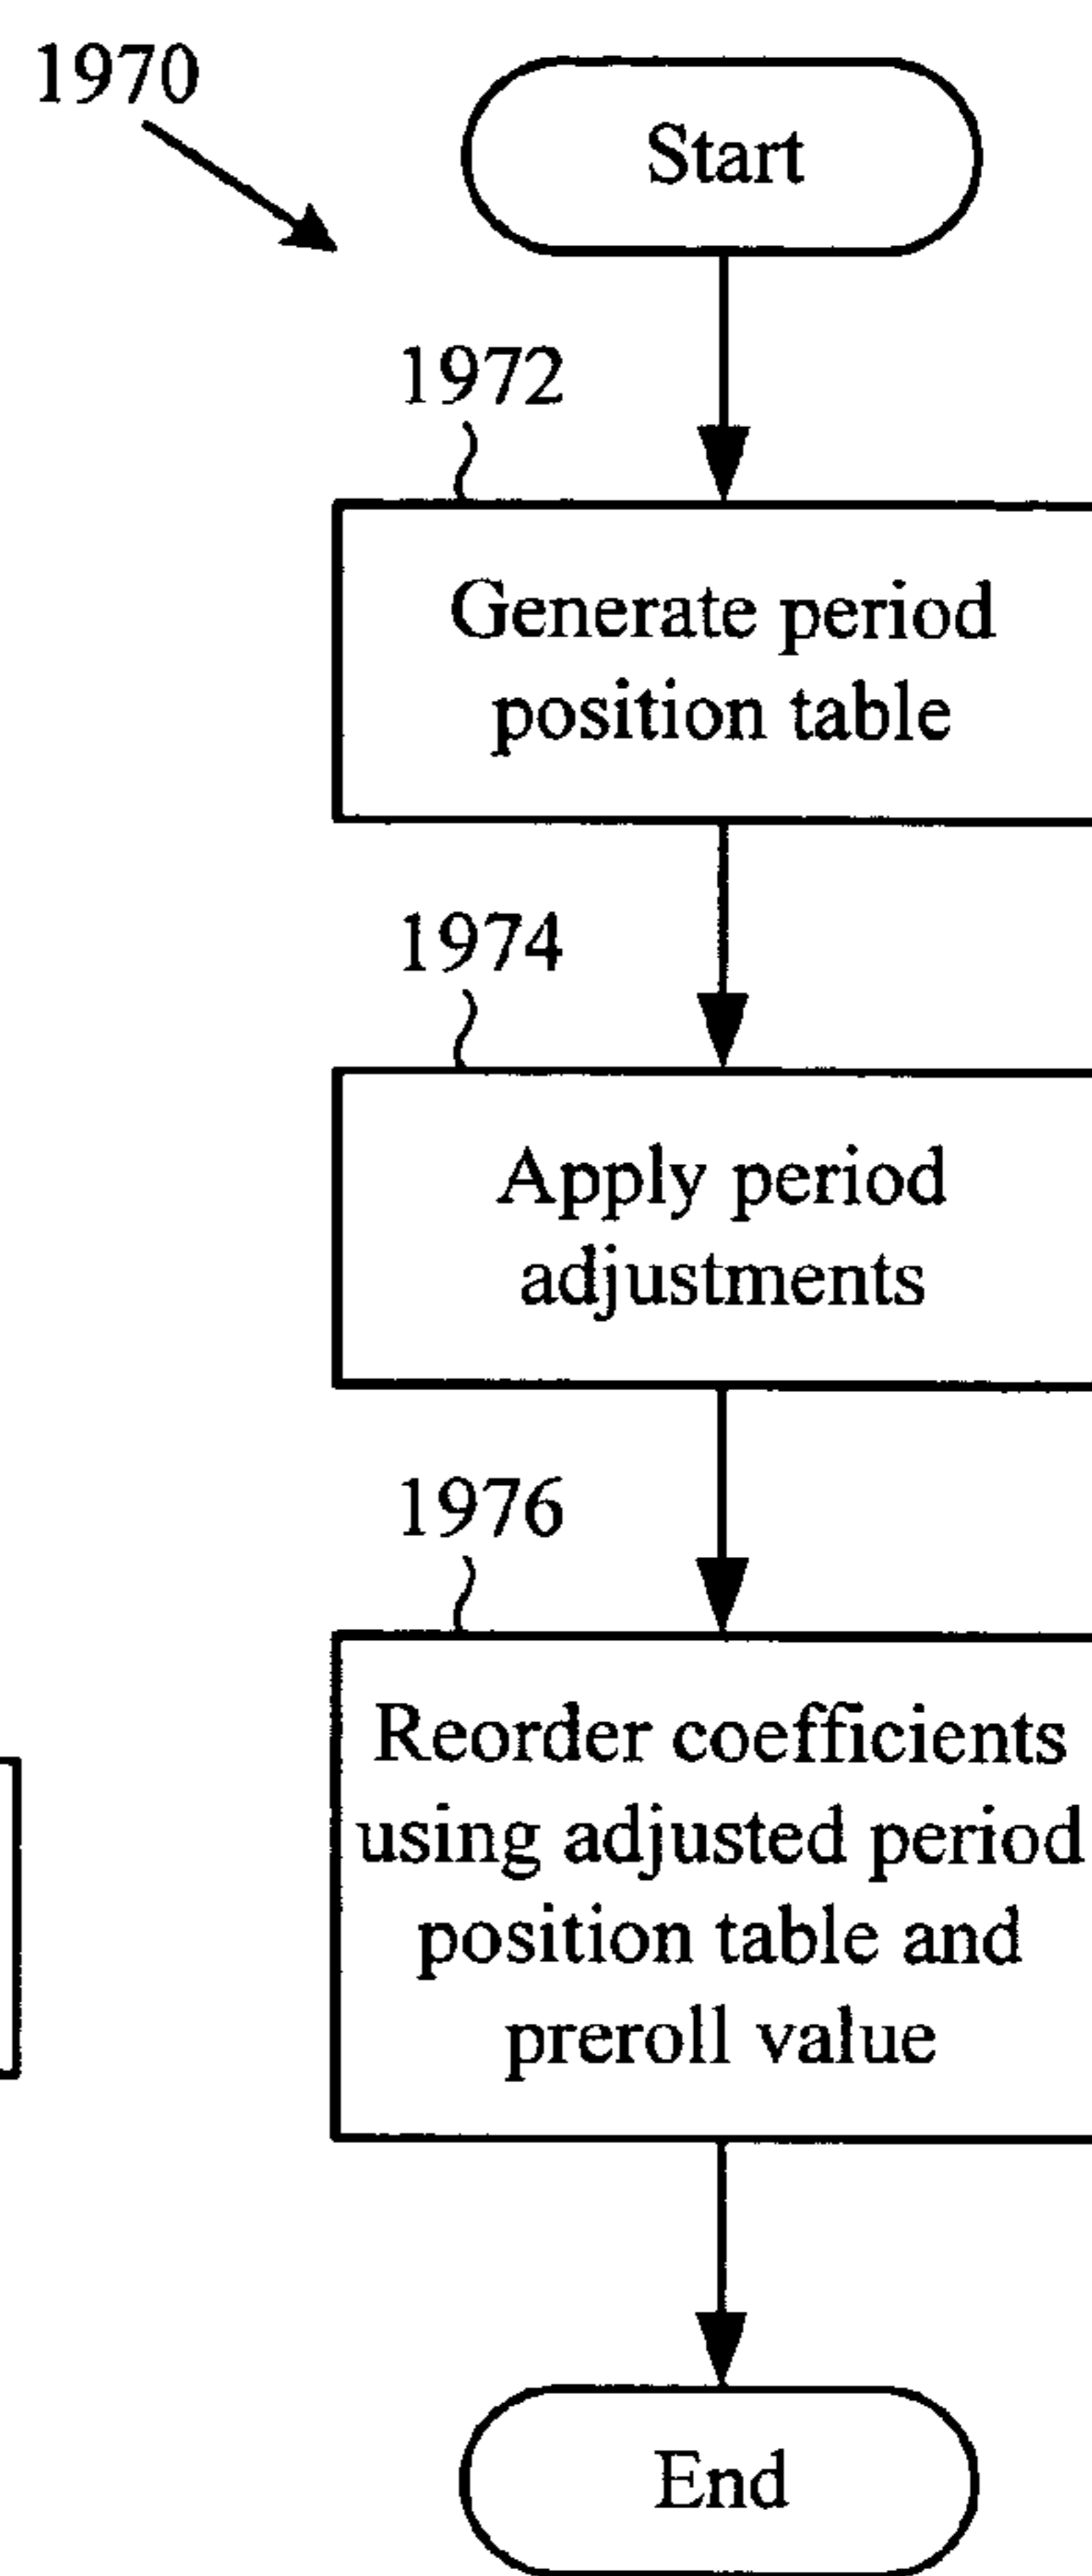 1970
Start
1972
Generate period
position table
1974
Apply period
adjustments
1976
Reorder coefficients
using adjusted period
position table and
preroll value
End